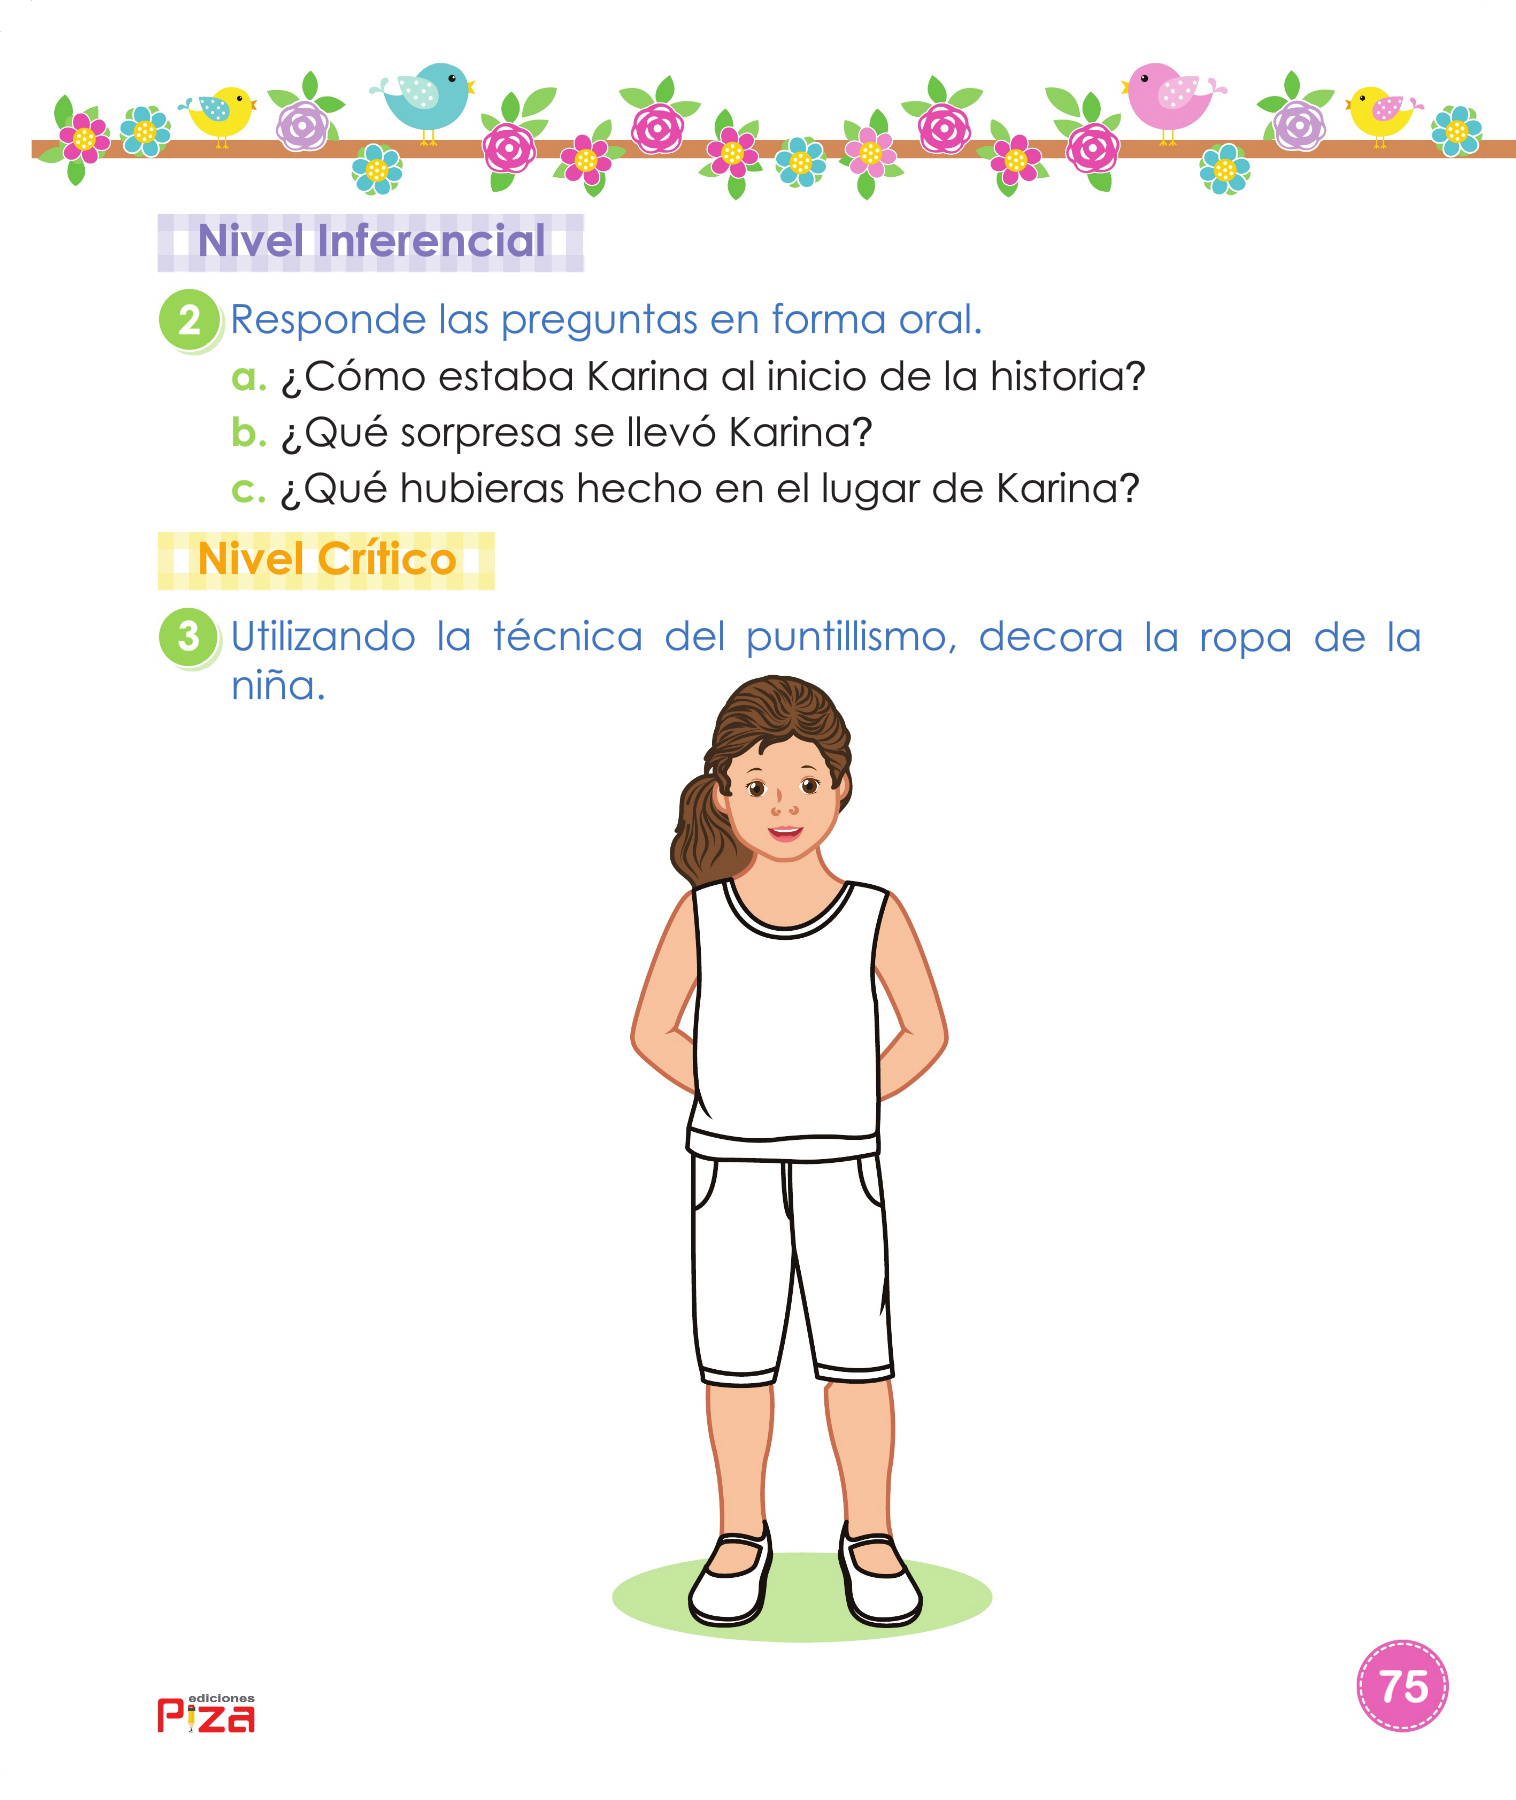 Nivel Inferencial
2 Responde las preguntas en forma oral.
a. ¿Cómo estaba Karina al inicio de la historia?
b. ¿Qué sorpresa se llevó Karina?
c. ¿Qué hubieras hecho en el lugar de Karina?
Nivel Crítico
3 Utilizando la técnica del puntillismo, decora la ropa de la
niña.
ediciones
Piza
75